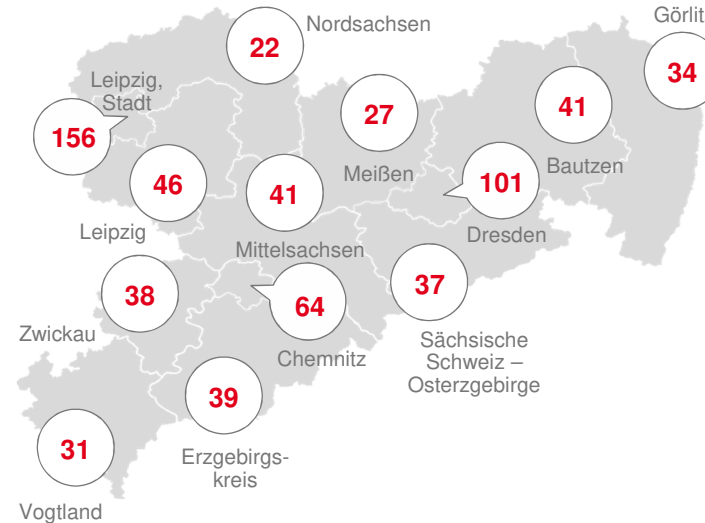 Nordsachsen
22
Görlit
34
Leipzig,
Stadt
156
27
Meißen
41
Bautzen
46
Leipzig
41
Mittelsachsen
101
Dresden
38
Zwickau
64
Chemnitz
37
Sächsische
Schweiz –
Osterzgebirge
39
Erzgebirgs-
kreis
31
Vogtland